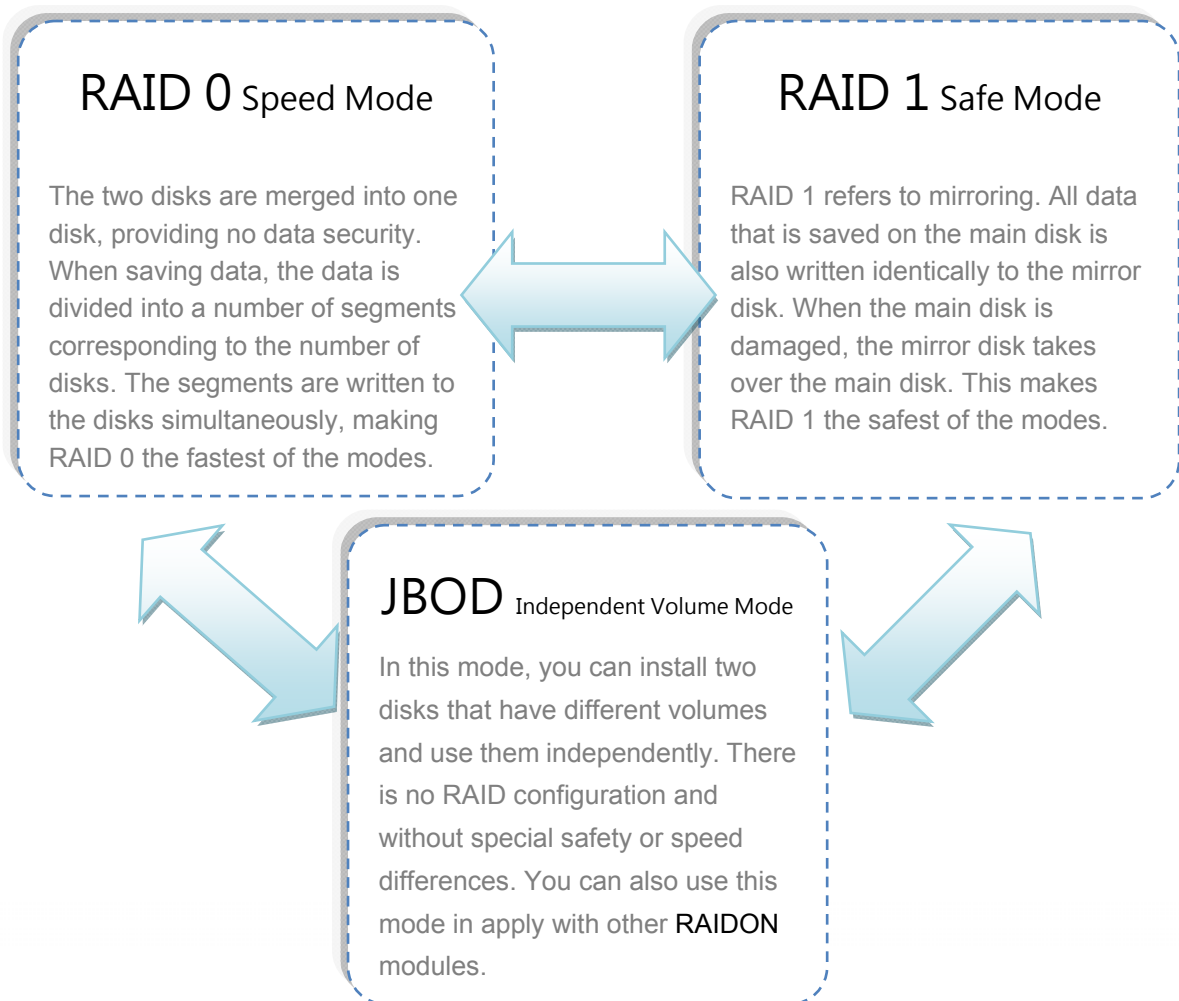 RAID 0 Speed Mode
The two disks are merged into one
disk, providing no data security.
When saving data, the data is
divided into a number of segments
corresponding to the number of
disks. The segments are written to
the disks simultaneously, making
RAID 0 the fastest of the modes.
RAID 1 Safe Mode
RAID 1 refers to mirroring. All data
that is saved on the main disk is
also written identically to the mirror
disk. When the main disk is
damaged, the mirror disk takes
over the main disk. This makes
RAID 1 the safest of the modes.
JBOD Independent Volume Mode
In this mode, you can install two
disks that have different volumes
and use them independently. There
is no RAID configuration and
without special safety or speed
differences. You can also use this
mode in apply with other RAIDON
modules.